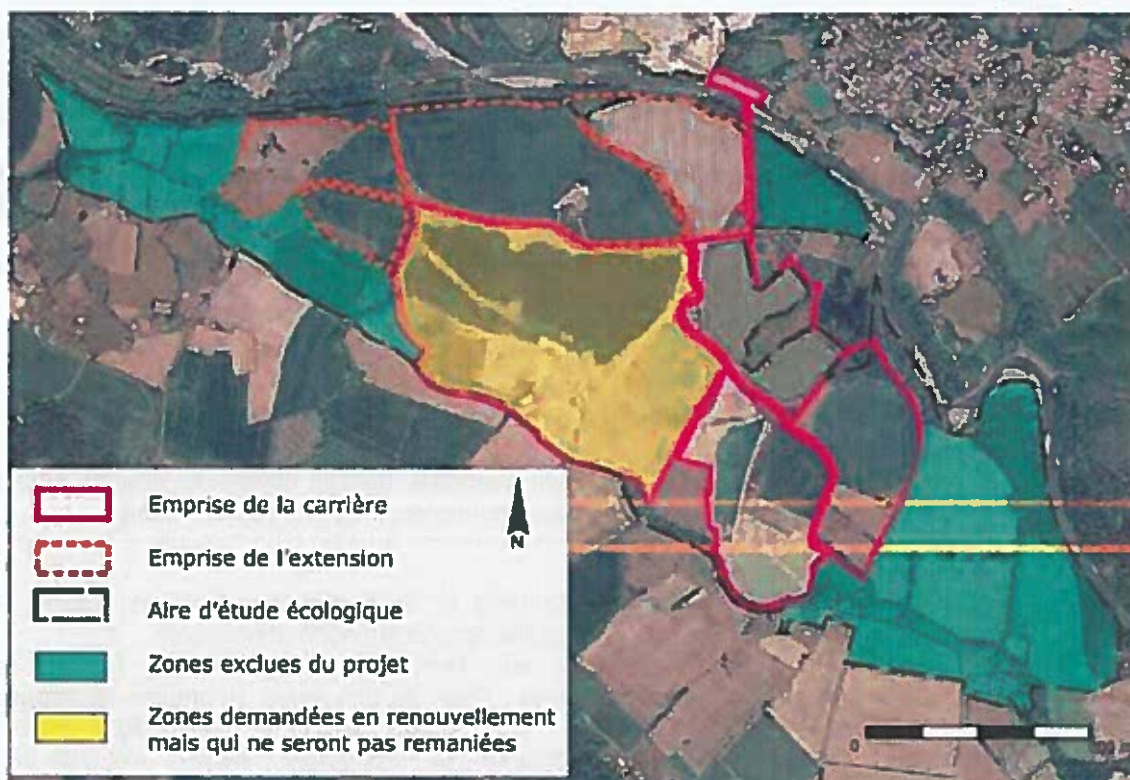 Emprise de la carrière
N
Emprise de l'extension
Aire d'étude écologique
Zones exclues du projet
Zones demandées en renouvellement
mais qui ne seront pas remaniées
0